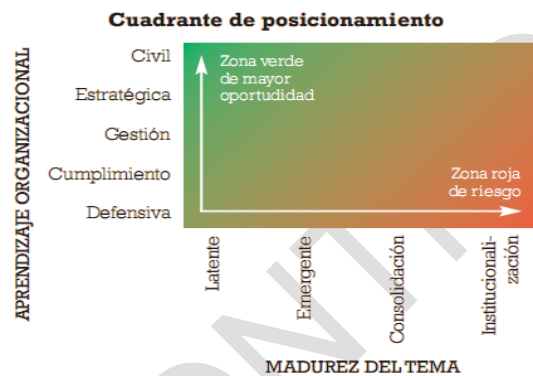 Cuadrante de posicionamiento
APRENDIZAJE ORGANIZACIONAL
Civil
Estratégica
Gestión
Cumplimiento
Defensiva
Zona verde
de mayor
oportudidad
Zona roja
de riesgo
Latente
Emergente
Consolidación
Institucionali-
zación
MADUREZ DEL TEMA